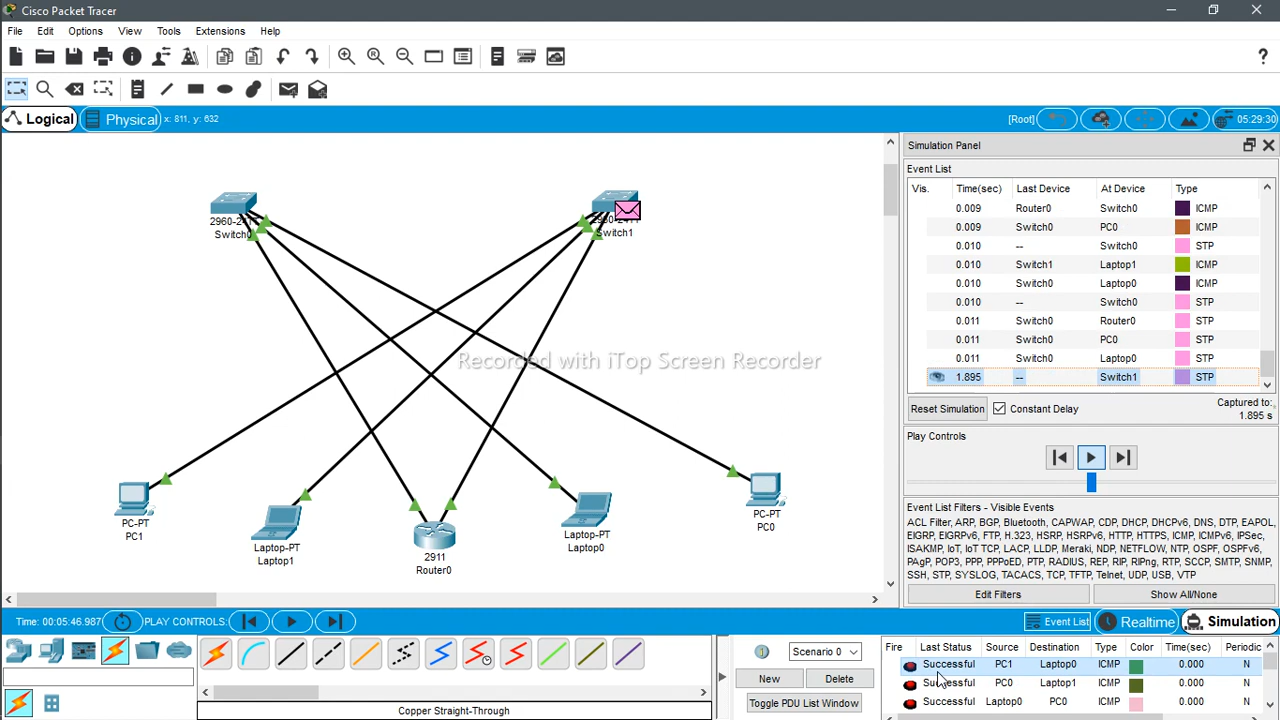 Cisco Packet Tracer
File Edit Options View Tools Extensions Help
Logical Physical x: 811, y: 632 [Root] 05:29:30
Simulation Panel
Event List
Vis. Time(sec) Last Device At Device Type
0.009 Router0 Switch0 ICMP
0.009 Switch0 PC0 ICMP
0.010 -- Switch0 STP
0.010 Switch1 Laptop1 ICMP
0.010 Switch0 Laptop0 ICMP
0.010 -- Switch0 STP
0.011 Switch0 Router0 STP
0.011 Switch0 PC0 STP
0.011 Switch0 Laptop0 STP
1.895 -- Switch1 STP
Reset Simulation Constant Delay Captured to:
1.895 s
Play Controls
Event List Filters - Visible Events
ACL Filter, ARP, BGP, Bluetooth, CAPWAP, CDP, DHCP, DHCPv6, DNS, DTP, EAPOL,
EIGRP, EIGRPv6, FTP, H.323, HSRP, HSRPv6, HTTP, HTTPS, ICMP, ICMPv6, IPSec,
ISAKMP, IoT, IoT TCP, LACP, LLDP, Meraki, NDP, NETFLOW, NTP, OSPF, OSPFv6,
PAgP, POP3, PPP, PPPoED, PTP, RADIUS, REP, RIP, RIPng, RTP, SCCP, SMTP, SNMP,
SSH, STP, SYSLOG, TACACS, TCP, TFTP, Telnet, UDP, USB, VTP
Edit Filters Show All/None
Switch0
Switch1
Recorded with iTop Screen Recorder
PC-PT
PC1
Laptop-PT
Laptop1
2911
Router0
Laptop-PT
Laptop0
PC-PT
PC0
Time: 00:05:46.987 PLAY CONTROLS: Event List Realtime Simulation
Scenario 0
New Delete
Toggle PDU List Window
Copper Straight-Through
Fire Last Status Source Destination Type Color Time(sec) Periodic
Successful PC1 Laptop0 ICMP 0.000 N
Successful PC0 Laptop1 ICMP 0.000 N
Successful Laptop0 PC0 ICMP 0.000 N